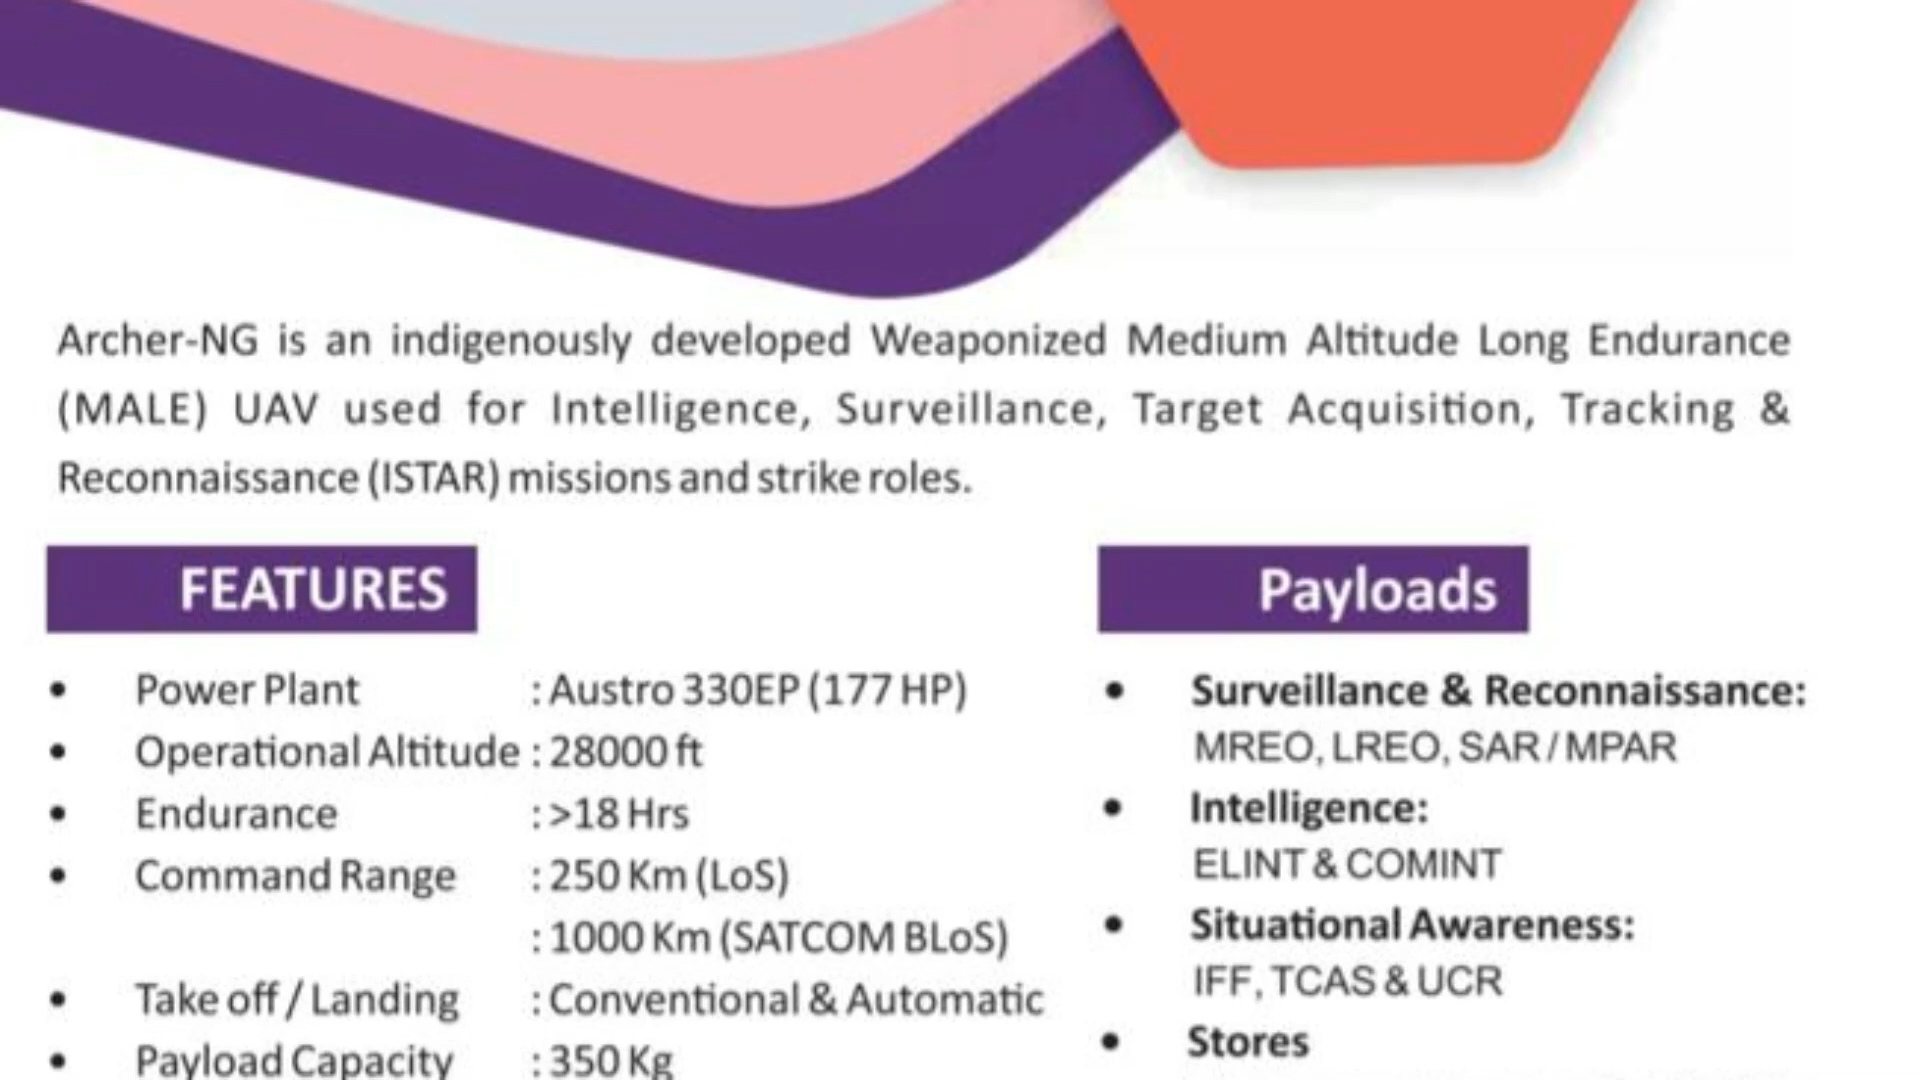 Archer-NG is an indigenously developed Weaponized Medium Altitude Long Endurance
(MALE) UAV used for Intelligence, Surveillance, Target Acquisition, Tracking &
Reconnaissance (ISTAR) missions and strike roles.
FEATURES
• Power Plant : Austro 330EP (177 HP)
• Operational Altitude : 28000 ft
• Endurance : >18 Hrs
• Command Range : 250 Km (LoS)
: 1000 Km (SATCOM BLoS)
• Take off / Landing : Conventional & Automatic
• Payload Capacity : 350 Kg
Payloads
• Surveillance & Reconnaissance:
MREO, LREO, SAR / MPAR
• Intelligence:
ELINT & COMINT
• Situational Awareness:
IFF, TCAS & UCR
• Stores